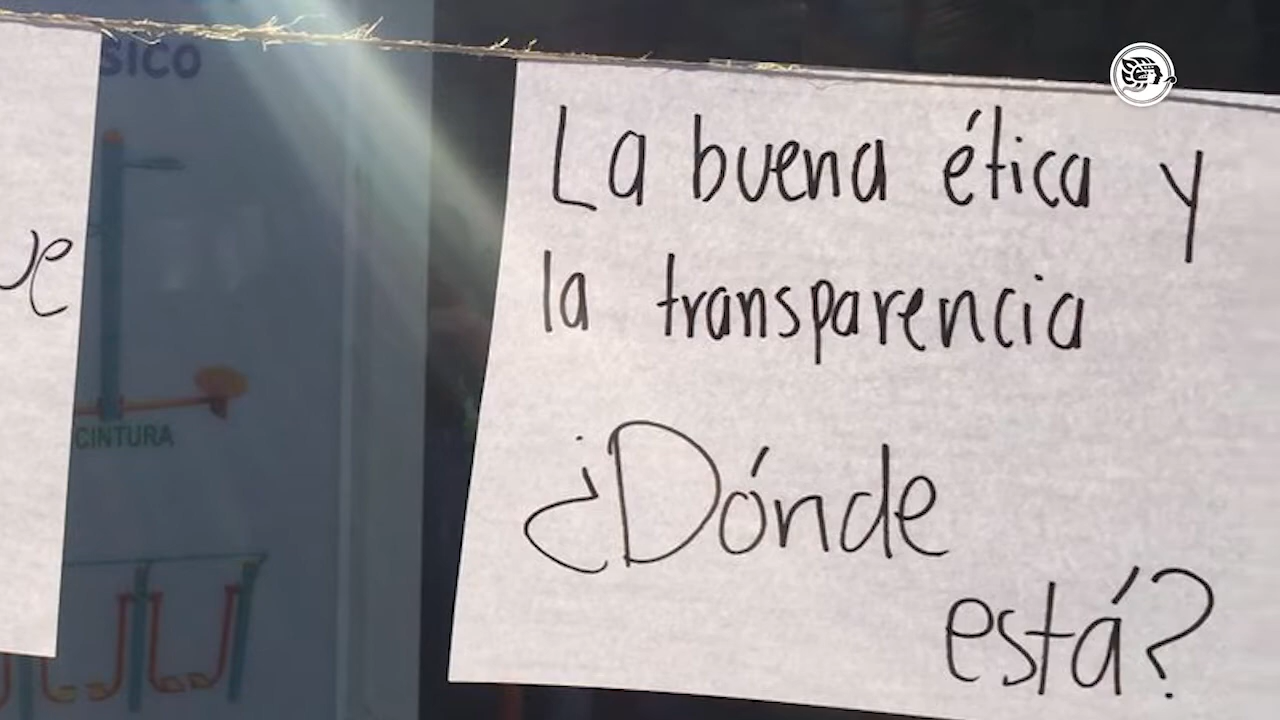 SICO
CINTURA
La buena ética y
la transparencia
¿Dónde
está?